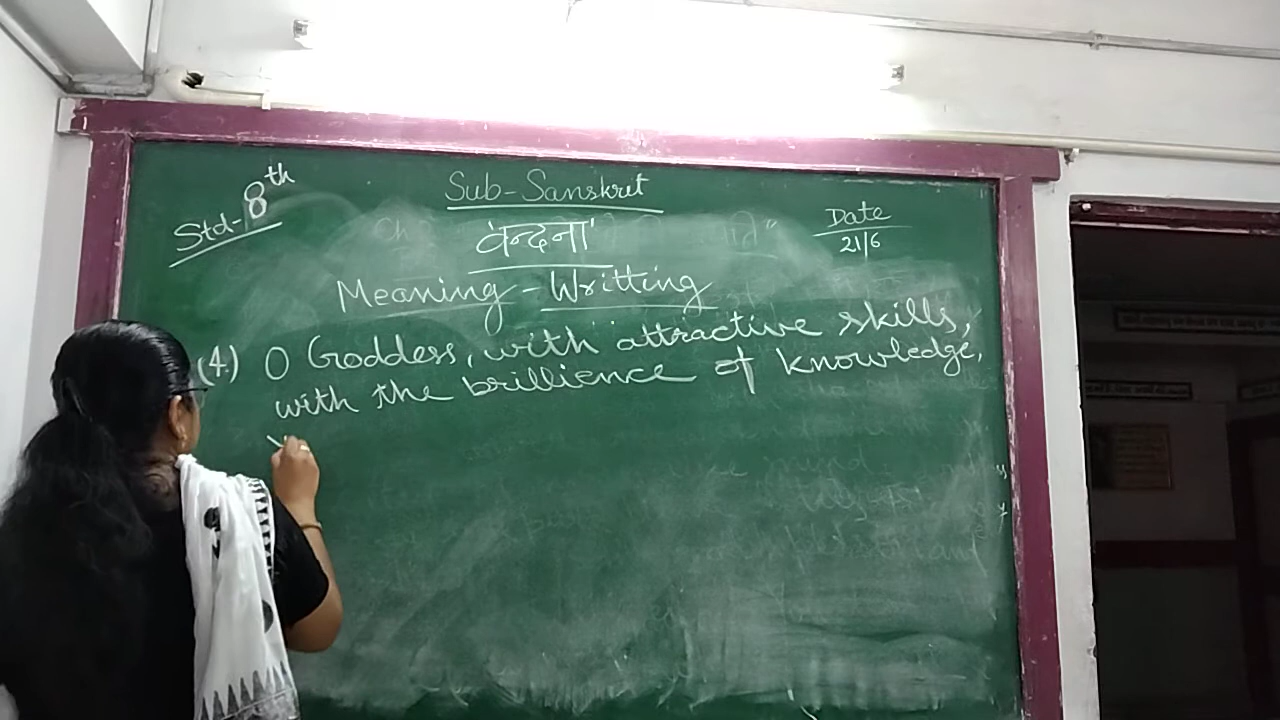 Std-8th
Sub-Sanskrit
'वन्दना'
Date
21/6
Meaning-Writting
(4.) O Goddess, with attractive skills,
with the brillience of knowledge,